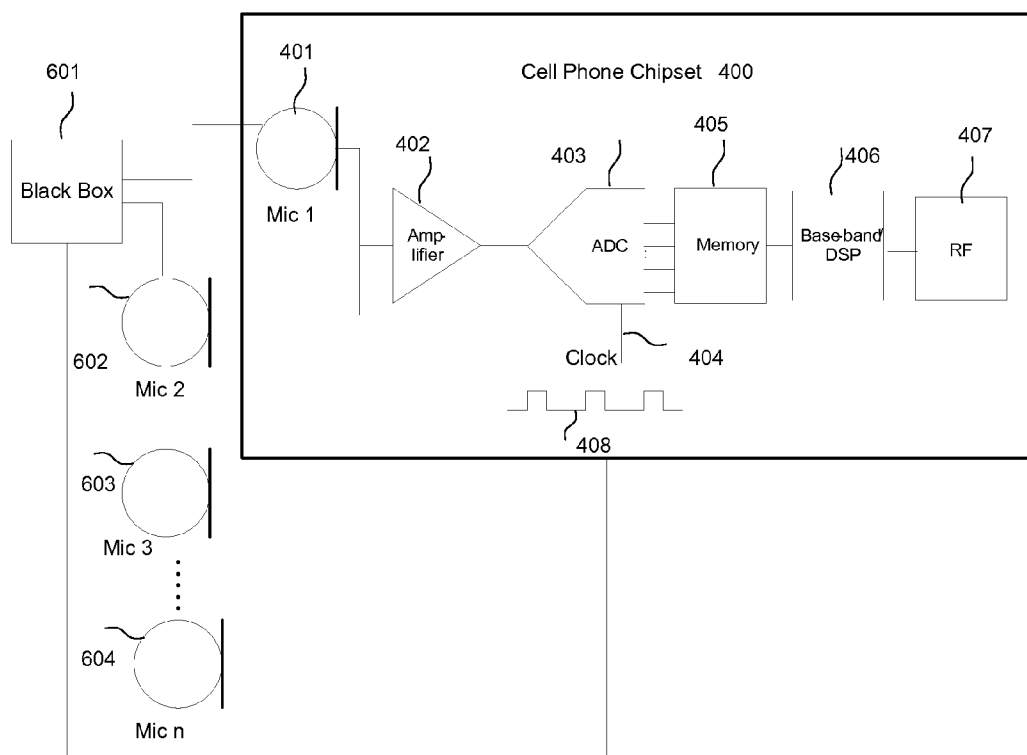 601
Black Box
401
Cell Phone Chipset 400
Mic 1
402
Amp-
lifier
403
ADC
405
Memory
406
Base-band/
DSP
407
RF
Clock
404
408
602
Mic 2
603
Mic 3
604
Mic n